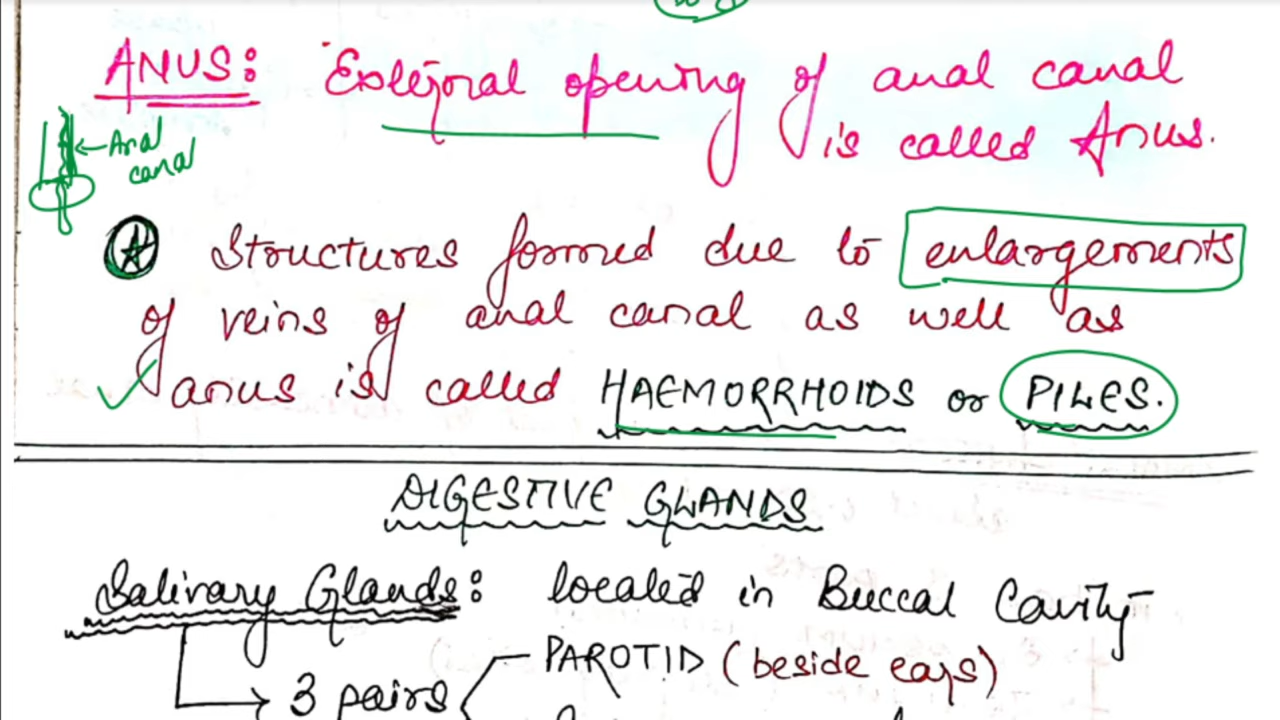 ANUS: External opening of anal canal
is called Anus.
Anal
canal
Structures formed due to enlargements
of veins of anal canal as well as
anus is called HAEMORRHOIDS or PILES.
DIGESTIVE GLANDS
Salivary Glands: located in Buccal Cavity
3 pairs
PAROTID (beside ears)